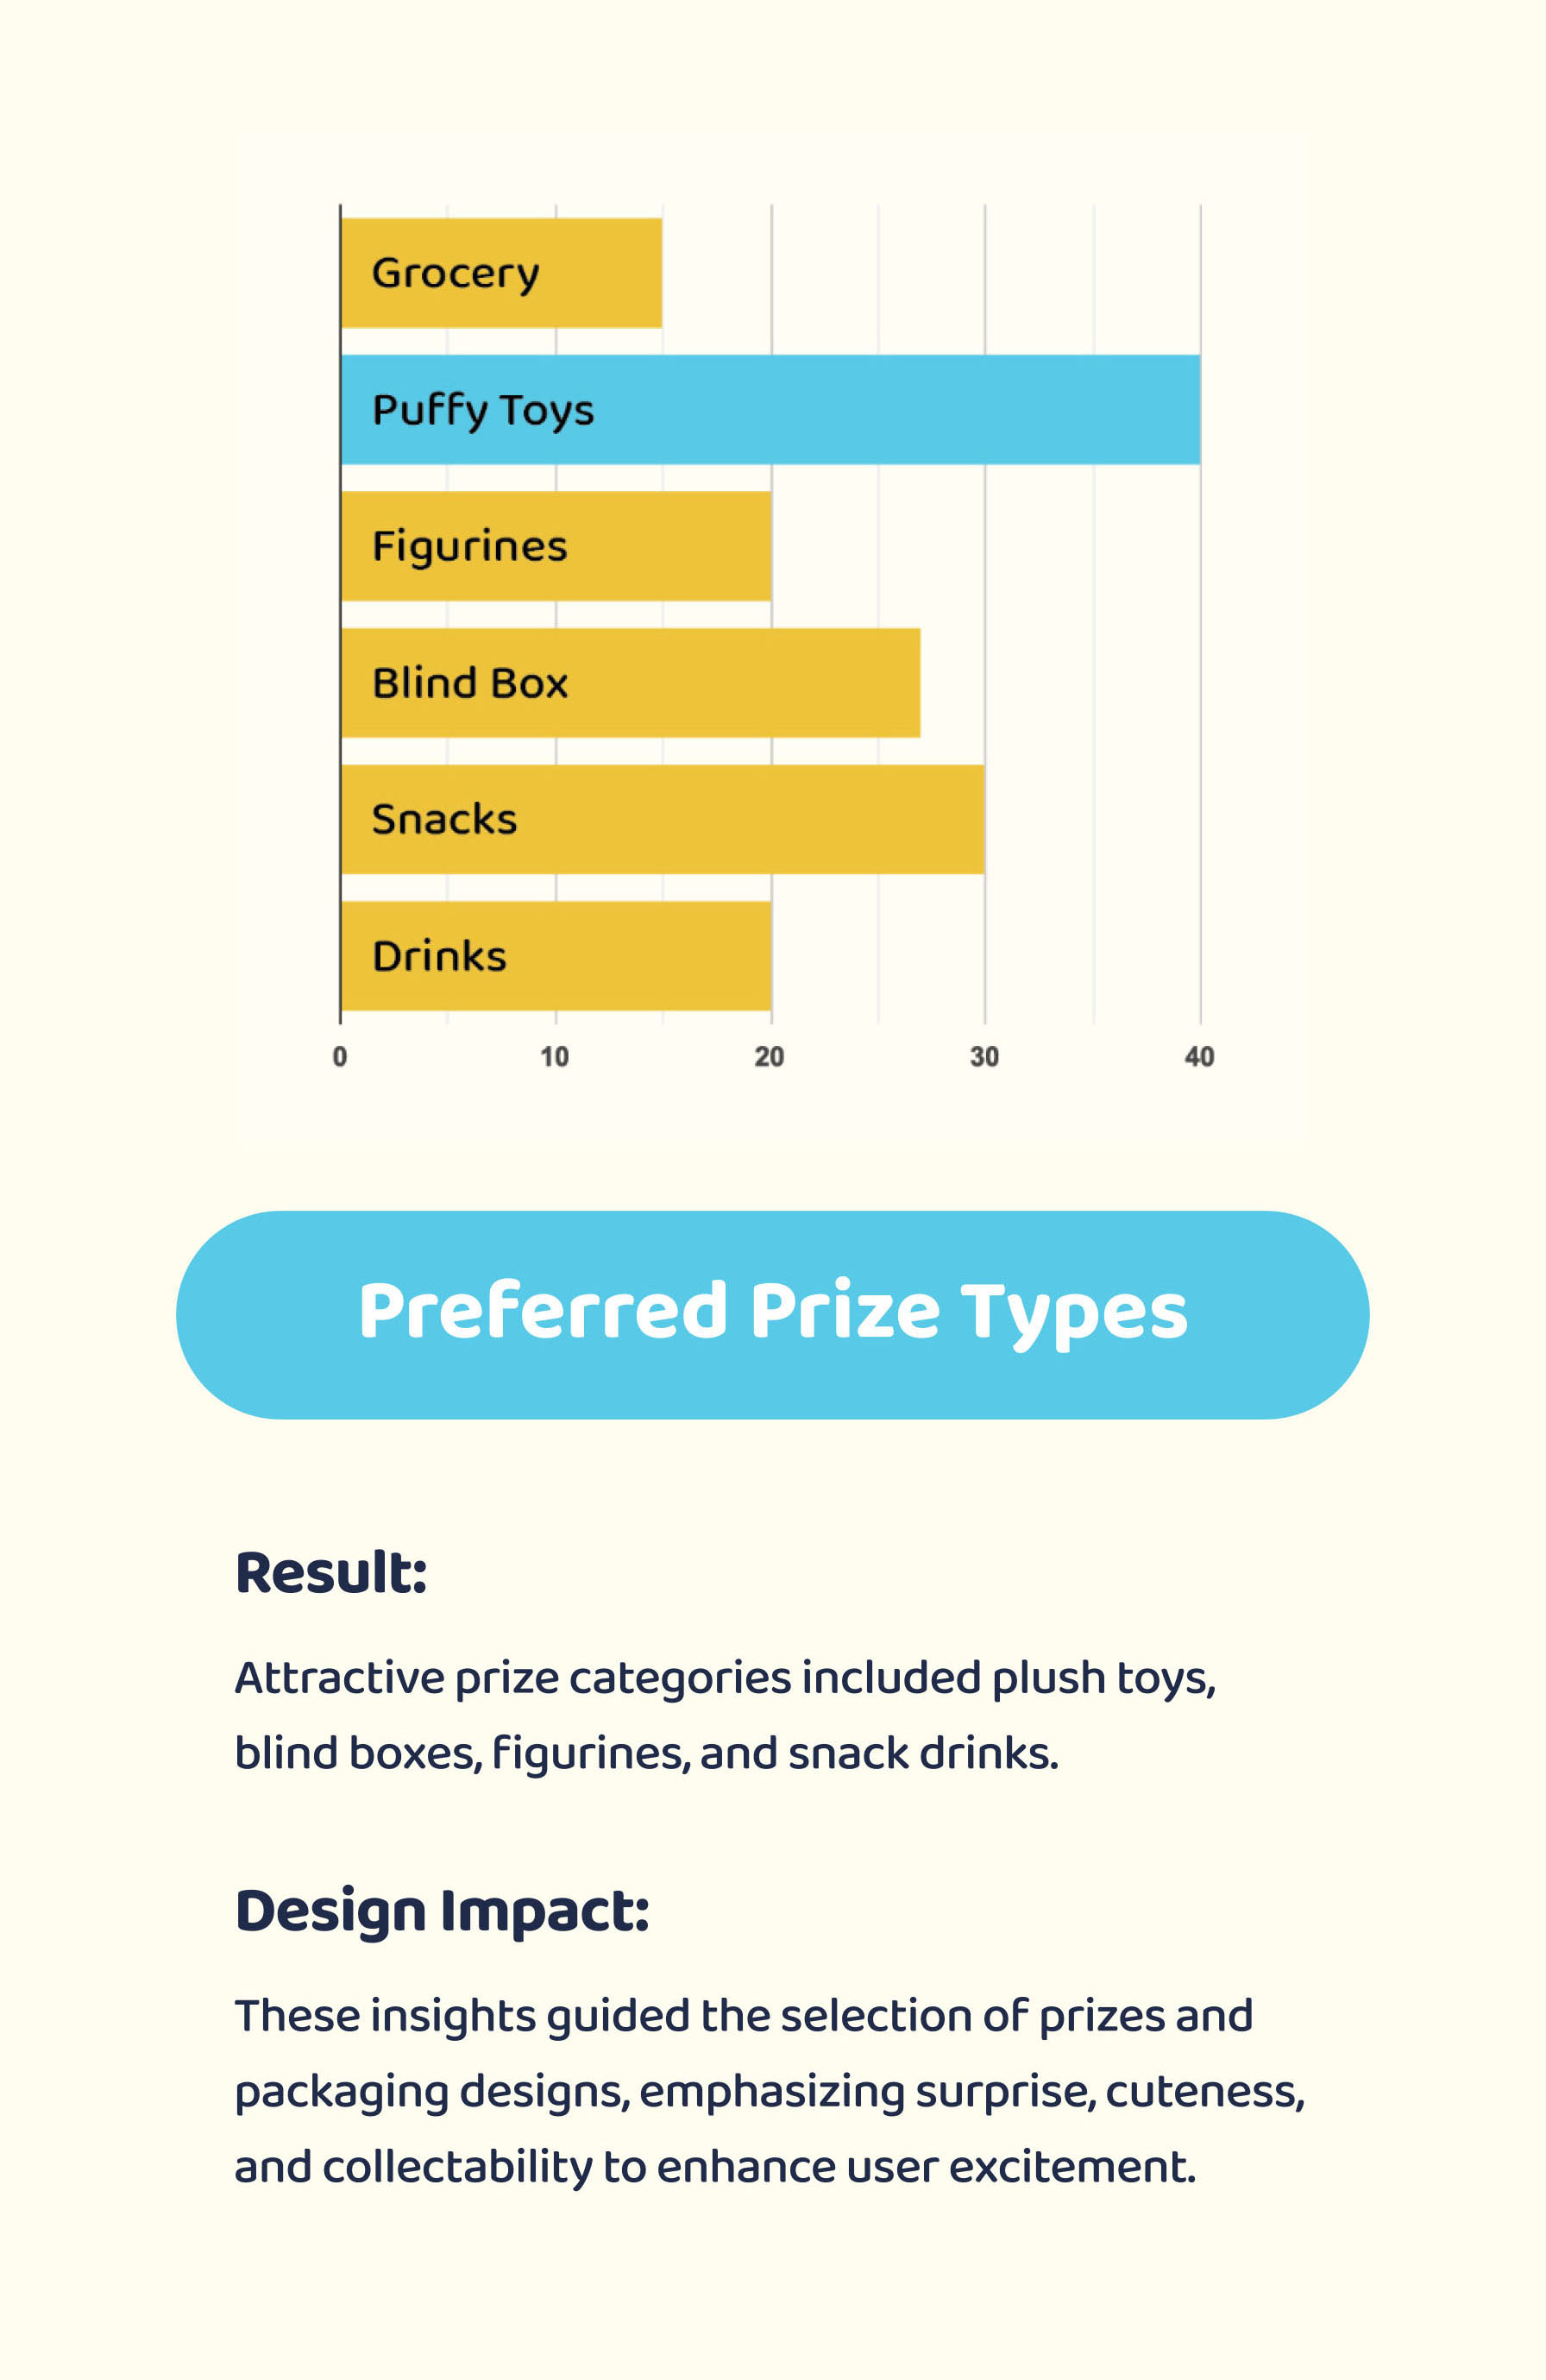 Grocery
Puffy Toys
Figurines
Blind Box
Snacks
Drinks
0 10 20 30 40
Preferred Prize Types
Result:
Attractive prize categories included plush toys,
blind boxes, figurines, and snack drinks.
Design Impact:
These insights guided the selection of prizes and
packaging designs, emphasizing surprise, cuteness,
and collectability to enhance user excitement.